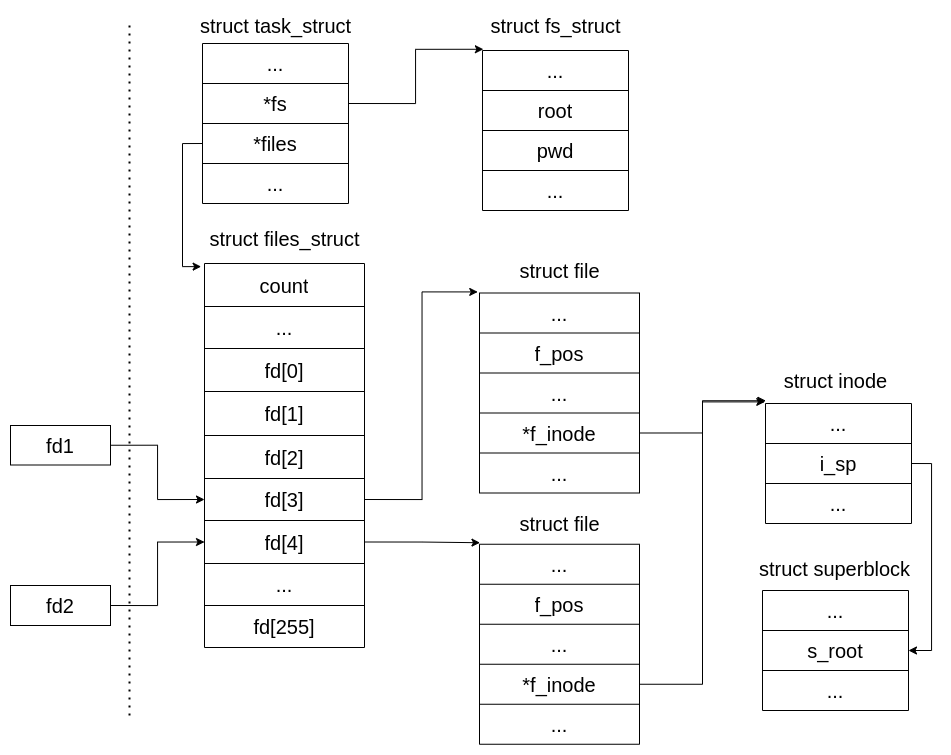 struct task_struct
...
*fs
*files
...
struct fs_struct
...
root
pwd
...
struct files_struct
count
...
fd[0]
fd[1]
fd[2]
fd[3]
fd[4]
...
fd[255]
fd1
fd2
struct file
...
f_pos
...
*f_inode
...
struct file
...
f_pos
...
*f_inode
...
struct inode
...
i_sp
...
struct superblock
...
s_root
...